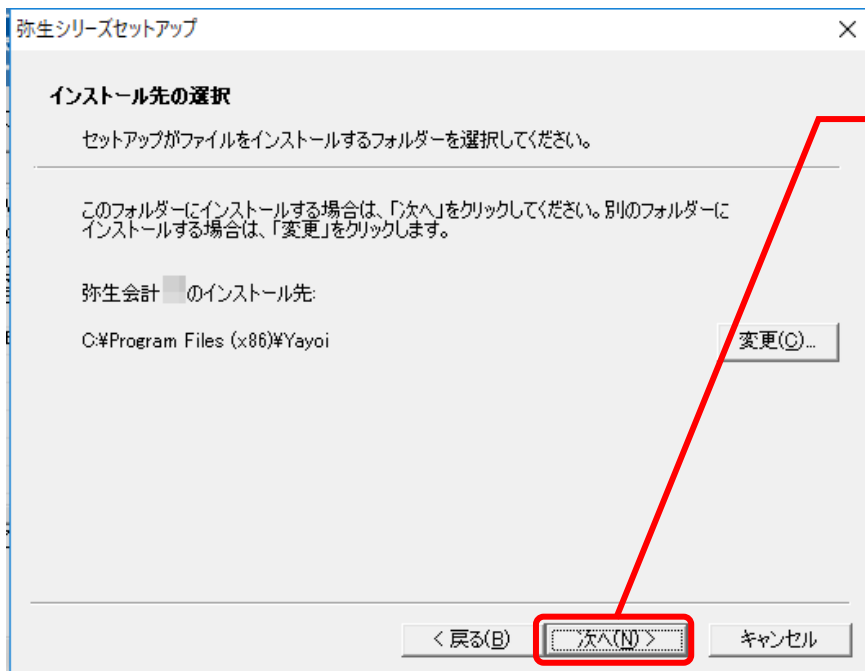 弥生シリーズセットアップ
インストール先の選択
セットアップがファイルをインストールするフォルダーを選択してください。
このフォルダーにインストールする場合は、「次へ」をクリックしてください。別のフォルダーに
インストールする場合は、「変更」をクリックします。
弥生会計 のインストール先:
C:¥Program Files (x86)¥Yayoi
変更(C)...
< 戻る(B)
次へ(N) >
キャンセル